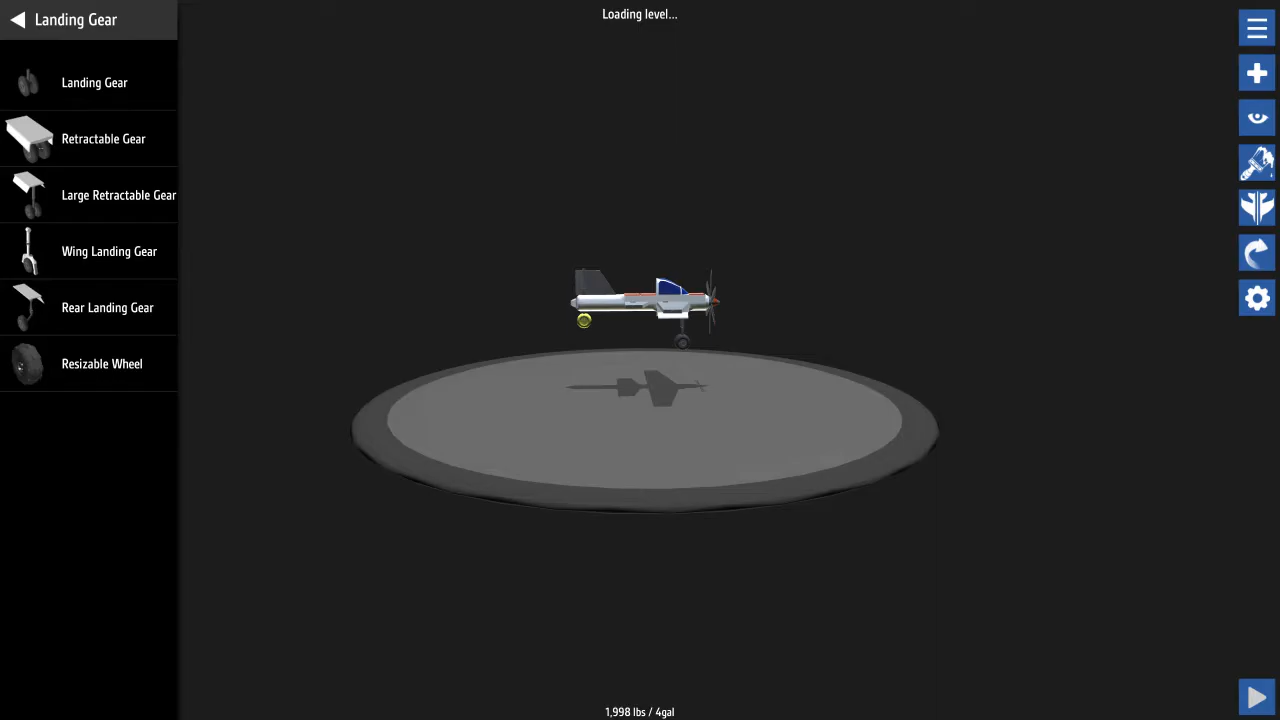 Landing Gear
Loading level...
Landing Gear
Retractable Gear
Large Retractable Gear
Wing Landing Gear
Rear Landing Gear
Resizable Wheel
1,998 lbs / 4gal